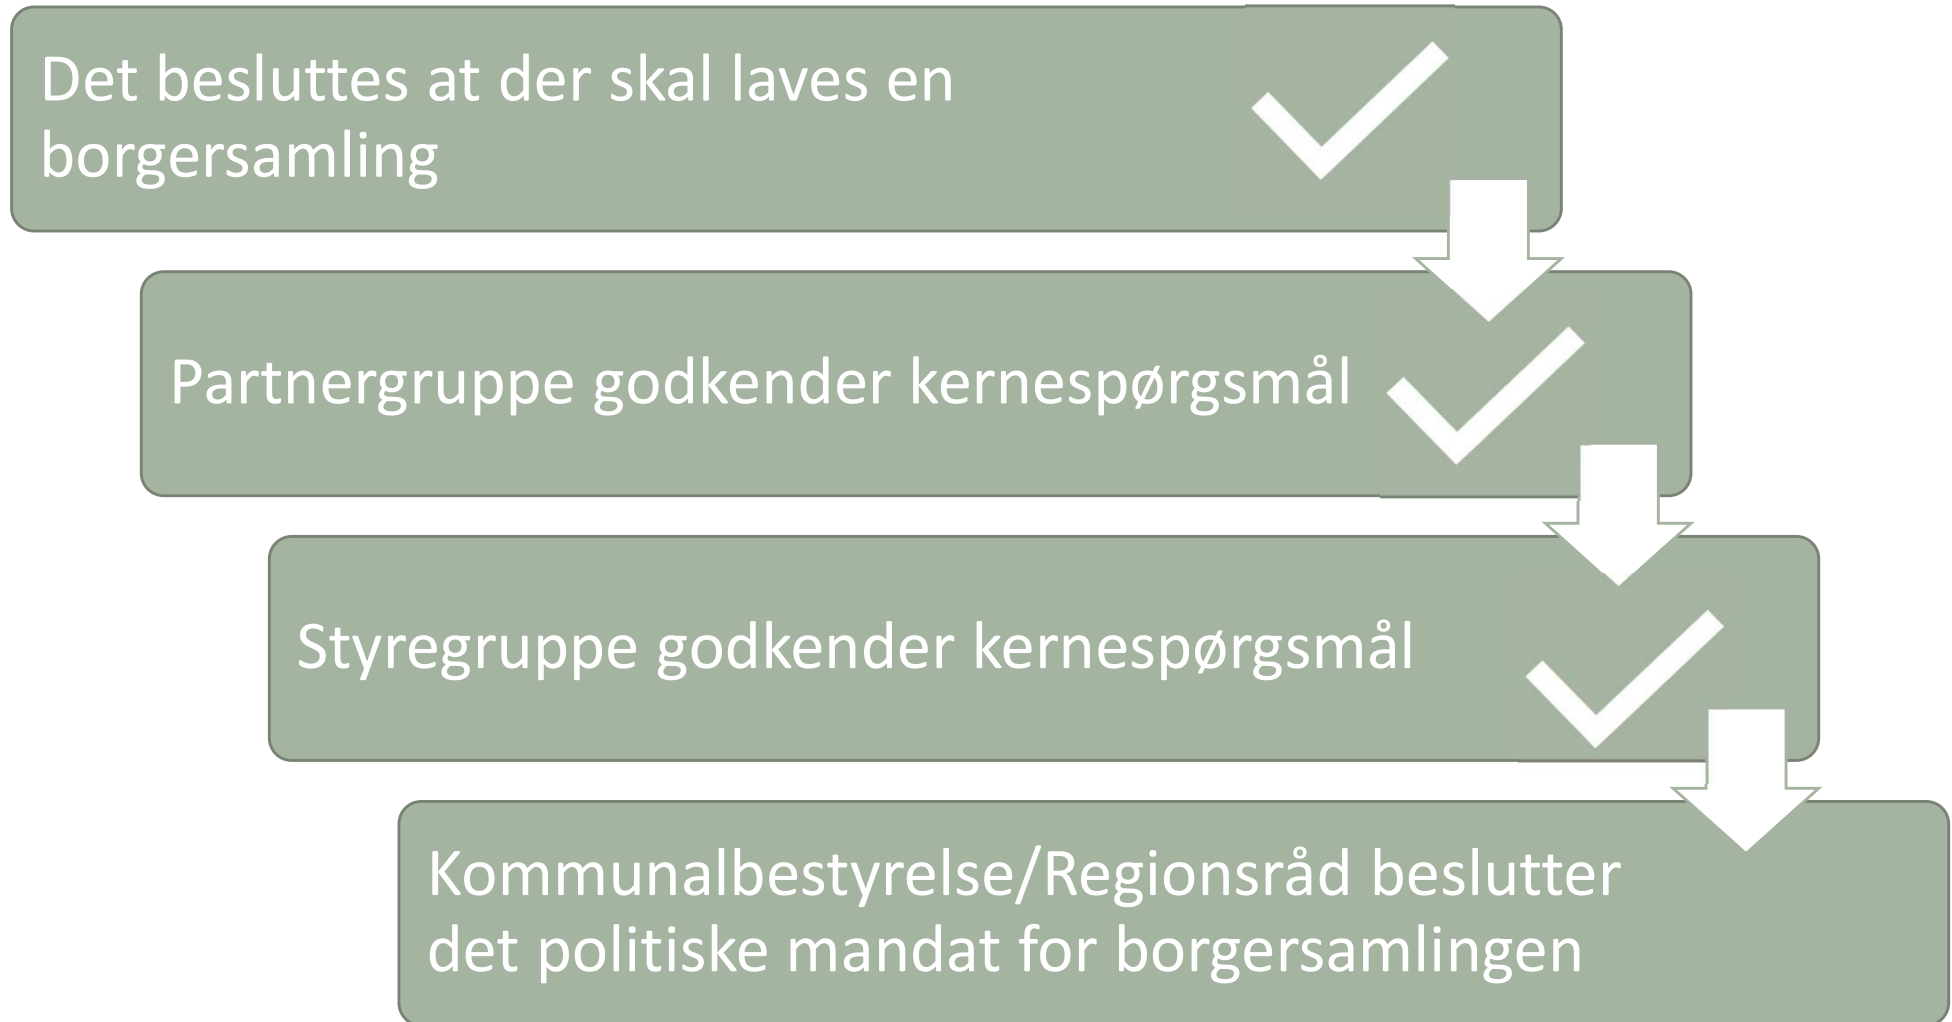 Det besluttes at der skal laves en
borgersamling
Partnergruppe godkender kernespørgsmål
Styregruppe godkender kernespørgsmål
Kommunalbestyrelse/Regionsråd beslutter
det politiske mandat for borgersamlingen